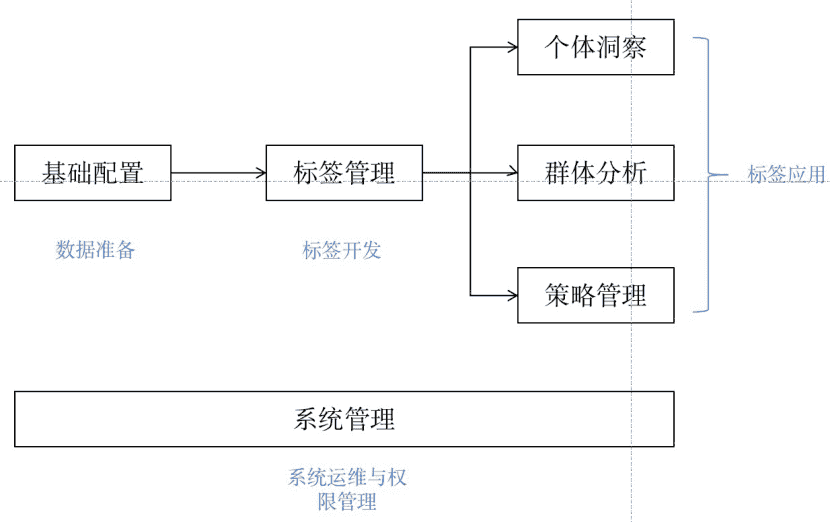 个体洞察
基础配置
标签管理
群体分析
标签应用
数据准备
标签开发
策略管理
系统管理
系统运维与权
限管理